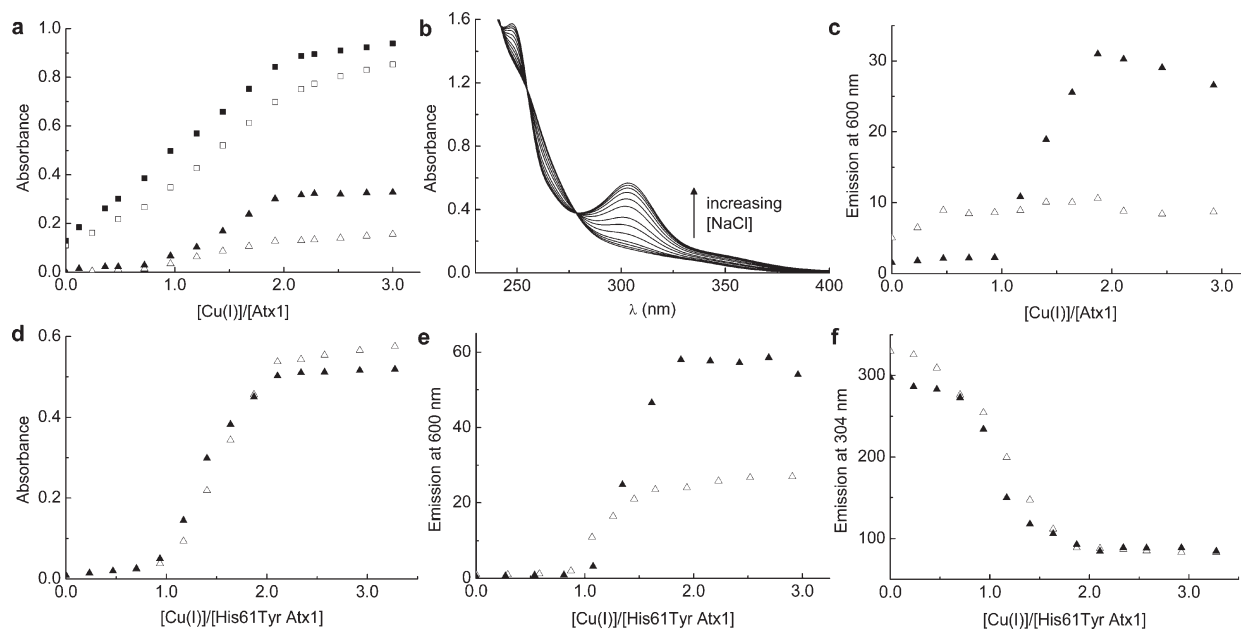 a
Absorbance
1.0
0.8
0.6
0.4
0.2
0.0
0.0
1.0
2.0
3.0
[Cu(I)]/[Atx1]
b
Absorbance
1.6
1.2
0.8
0.4
0.0
250
300
350
400
λ (nm)
increasing
[NaCl]
c
Emission at 600 nm
30
20
10
0
0.0
1.0
2.0
3.0
[Cu(I)]/[Atx1]
d
Absorbance
0.6
0.4
0.2
0.0
0.0
1.0
2.0
3.0
[Cu(I)]/[His61Tyr Atx1]
e
Emission at 600 nm
60
40
20
0
0.0
1.0
2.0
3.0
[Cu(I)]/[His61Tyr Atx1]
f
Emission at 304 nm
300
200
100
0.0
1.0
2.0
3.0
[Cu(I)]/[His61Tyr Atx1]